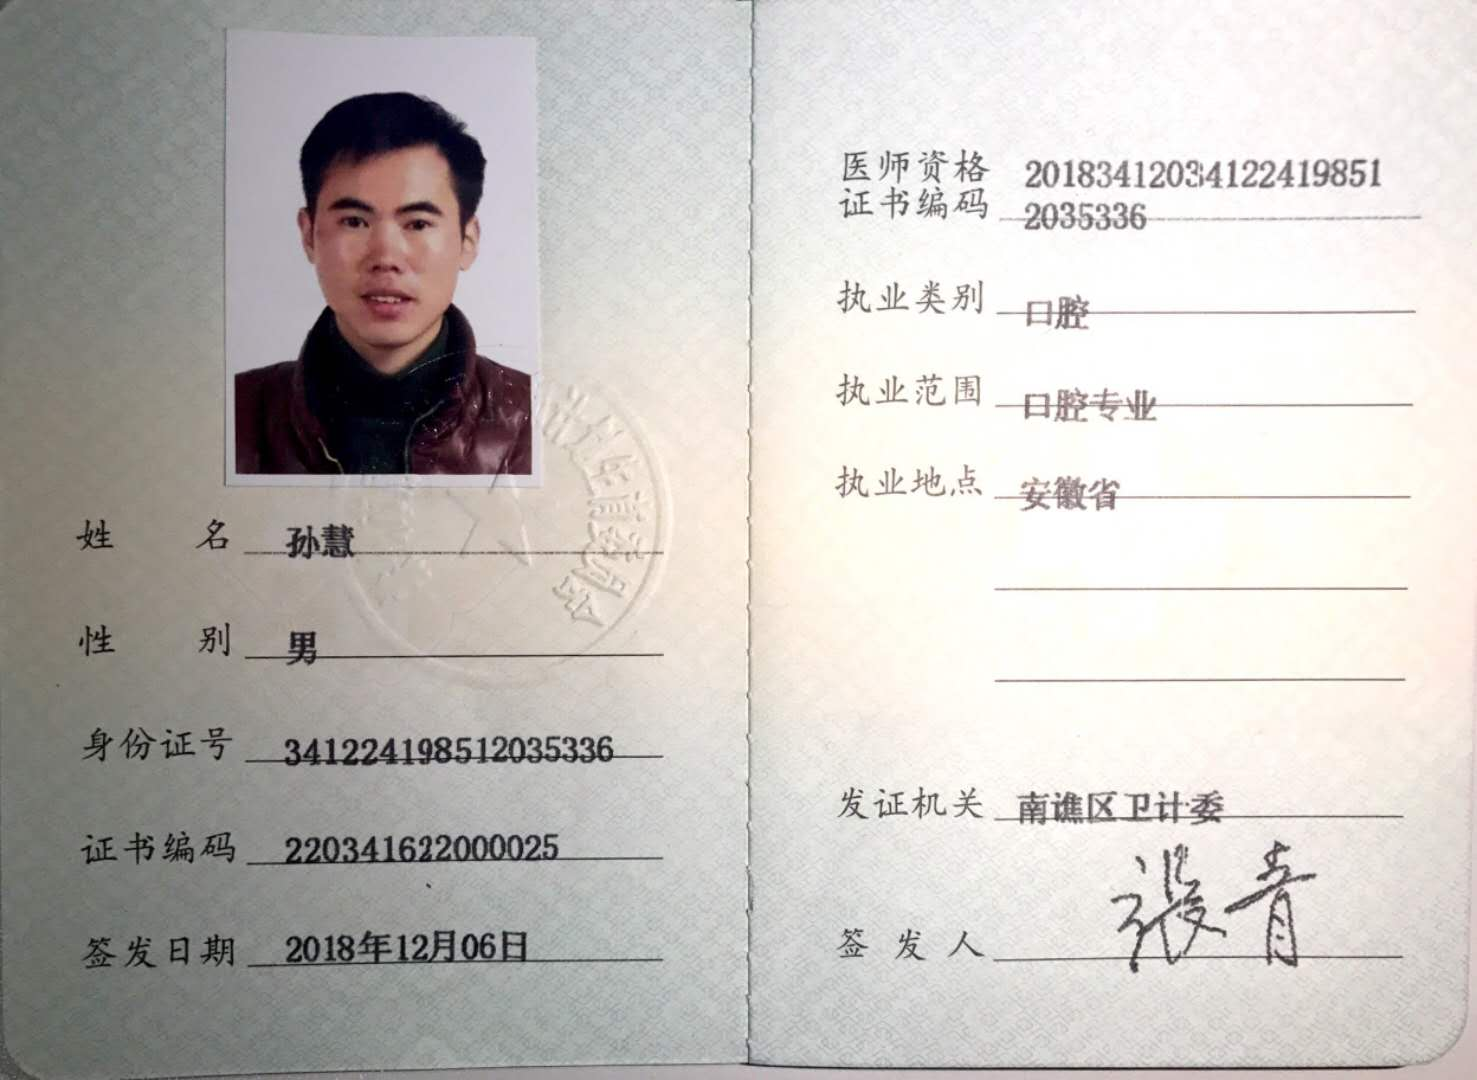 姓名 孙慧
性别 男
身份证号 341224198512035336
证书编码 220341622000025
签发日期 2018年12月06日
医师资格 20183412034122419851
证书编码 2035336
执业类别 口腔
执业范围 口腔专业
执业地点 安徽省
发证机关 南谯区卫计委
签发人 張青